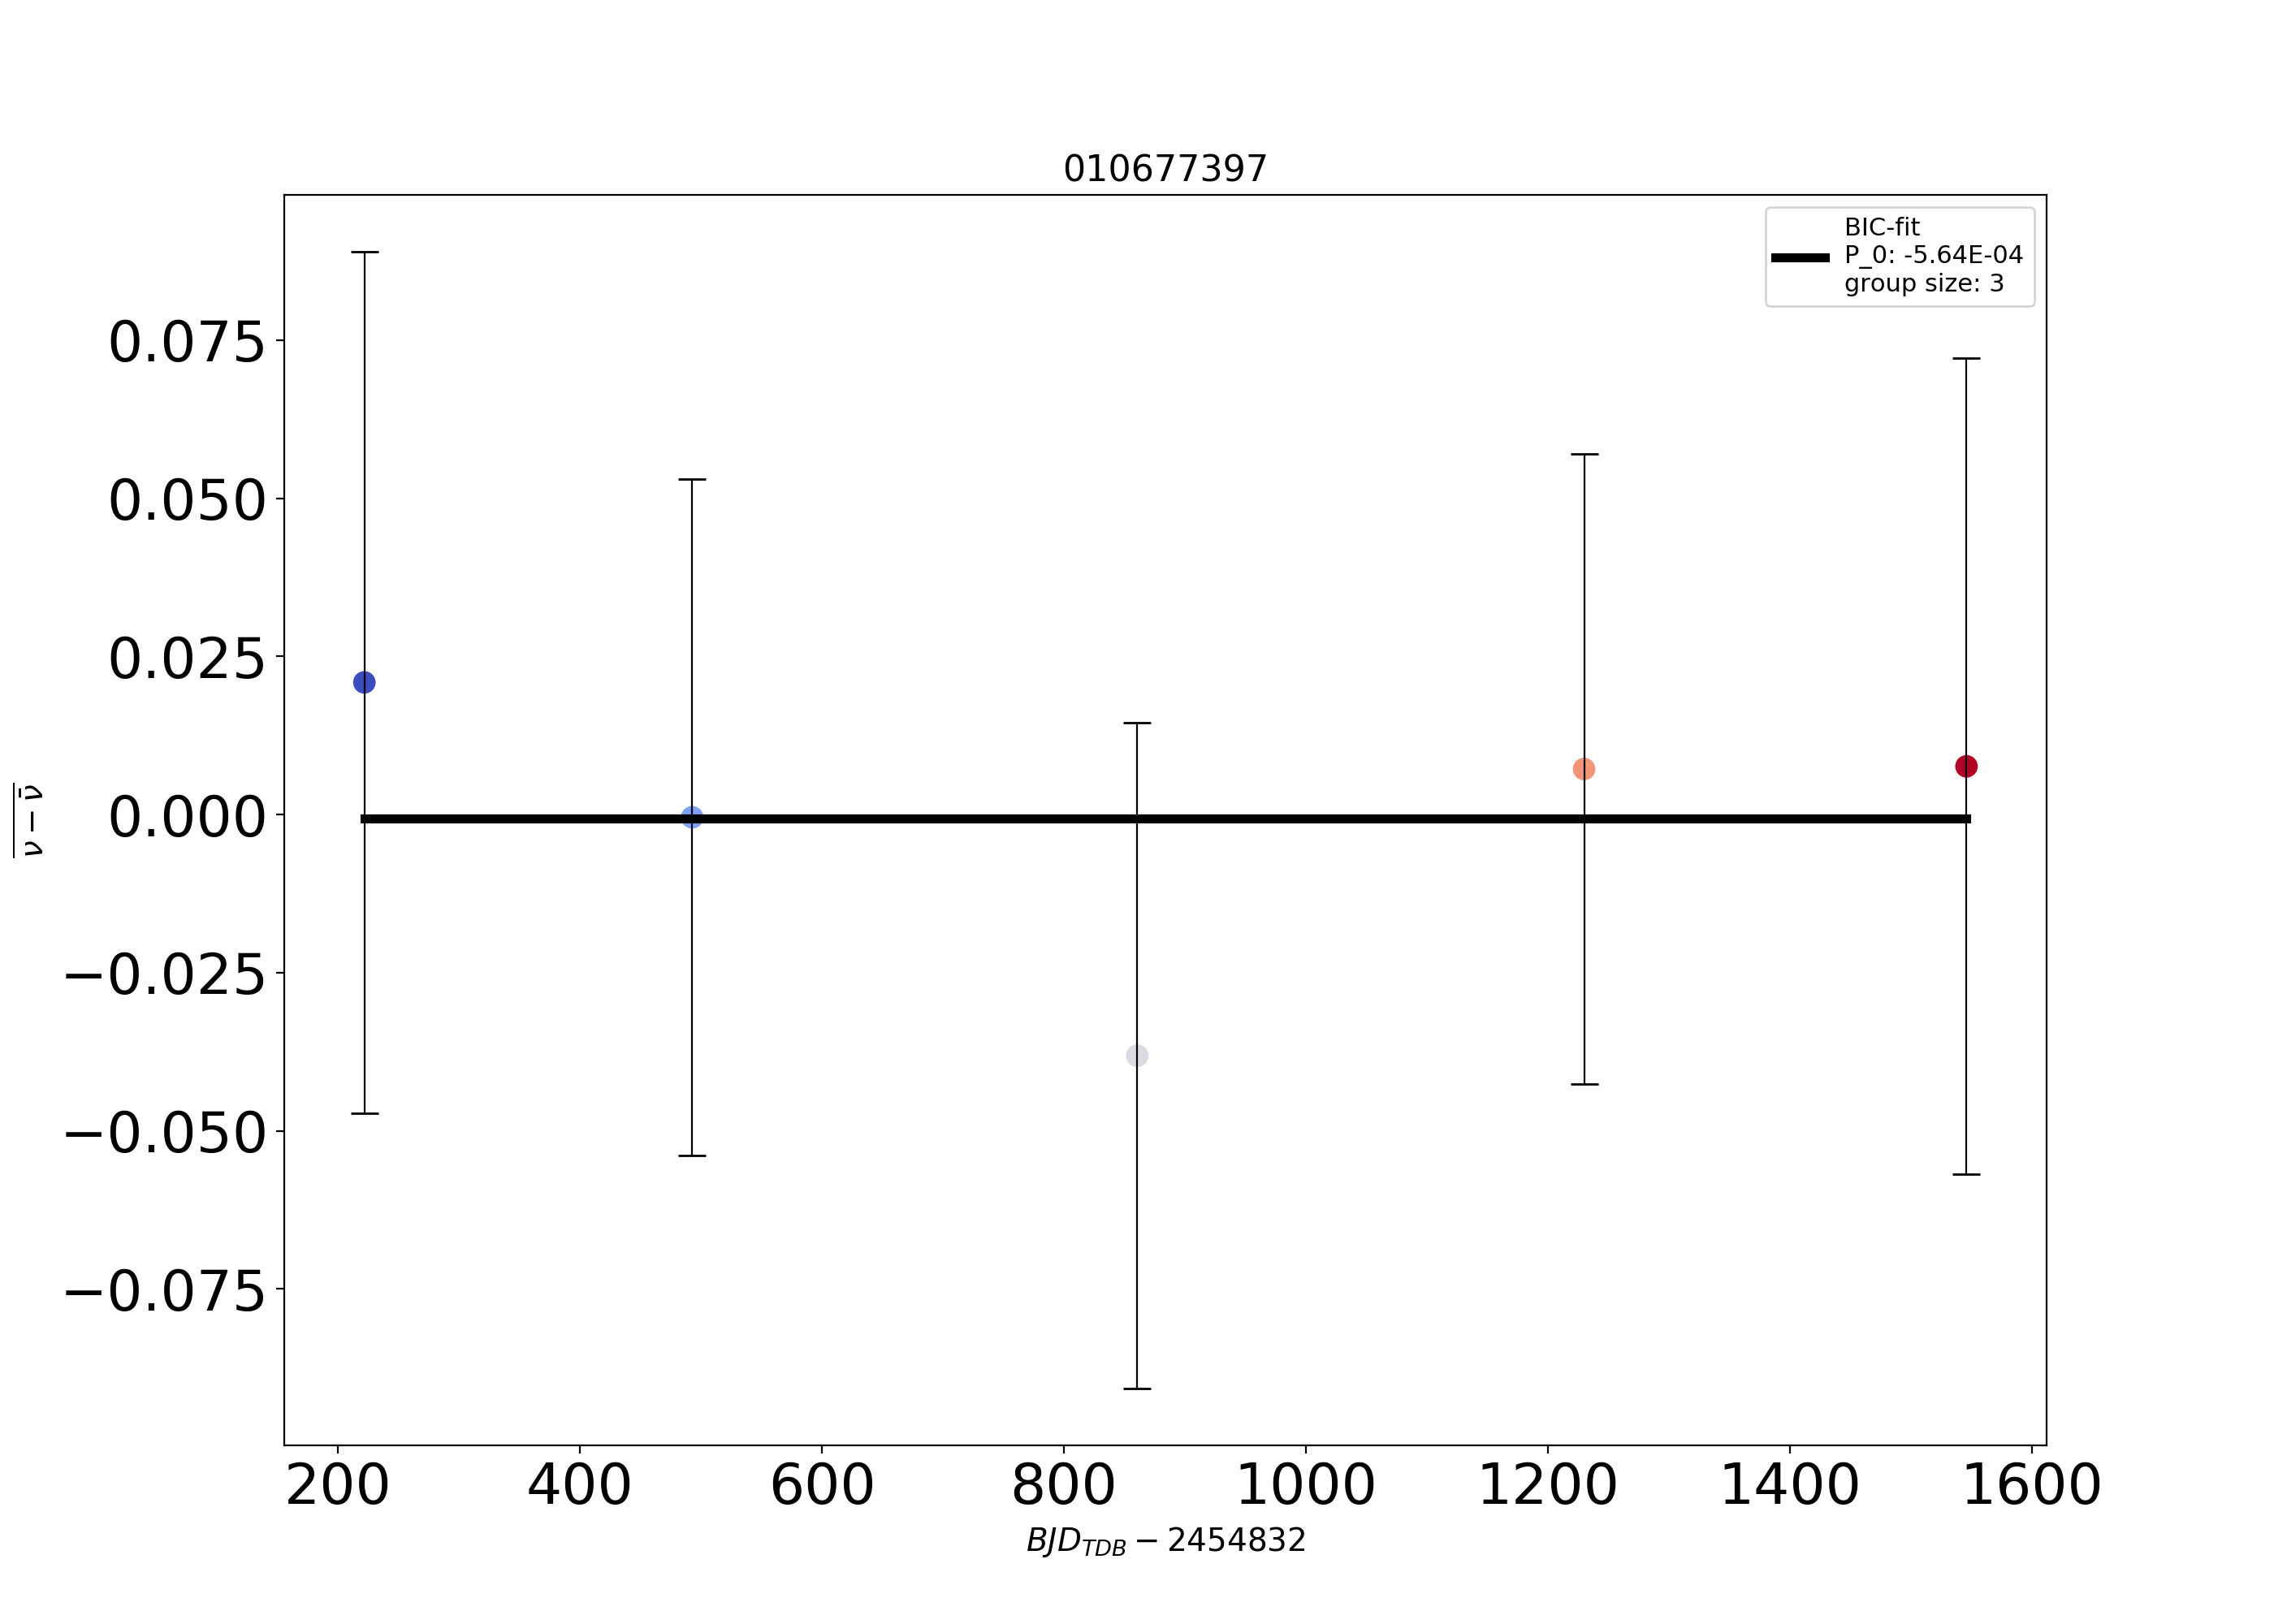 010677397
BIC-fit
P_0: -5.64E-04
group size: 3
0.075
0.050
0.025
0.000
−0.025
−0.050
−0.075
ν − ν̄
200 400 600 800 1000 1200 1400 1600
BJD_TDB − 2454832